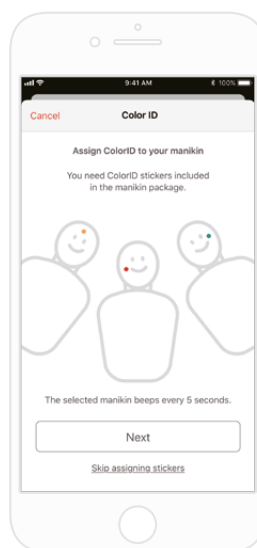 9:41 AM 100%
Cancel Color ID
Assign ColorID to your manikin
You need ColorID stickers included
in the manikin package.
The selected manikin beeps every 5 seconds.
Next
Skip assigning stickers